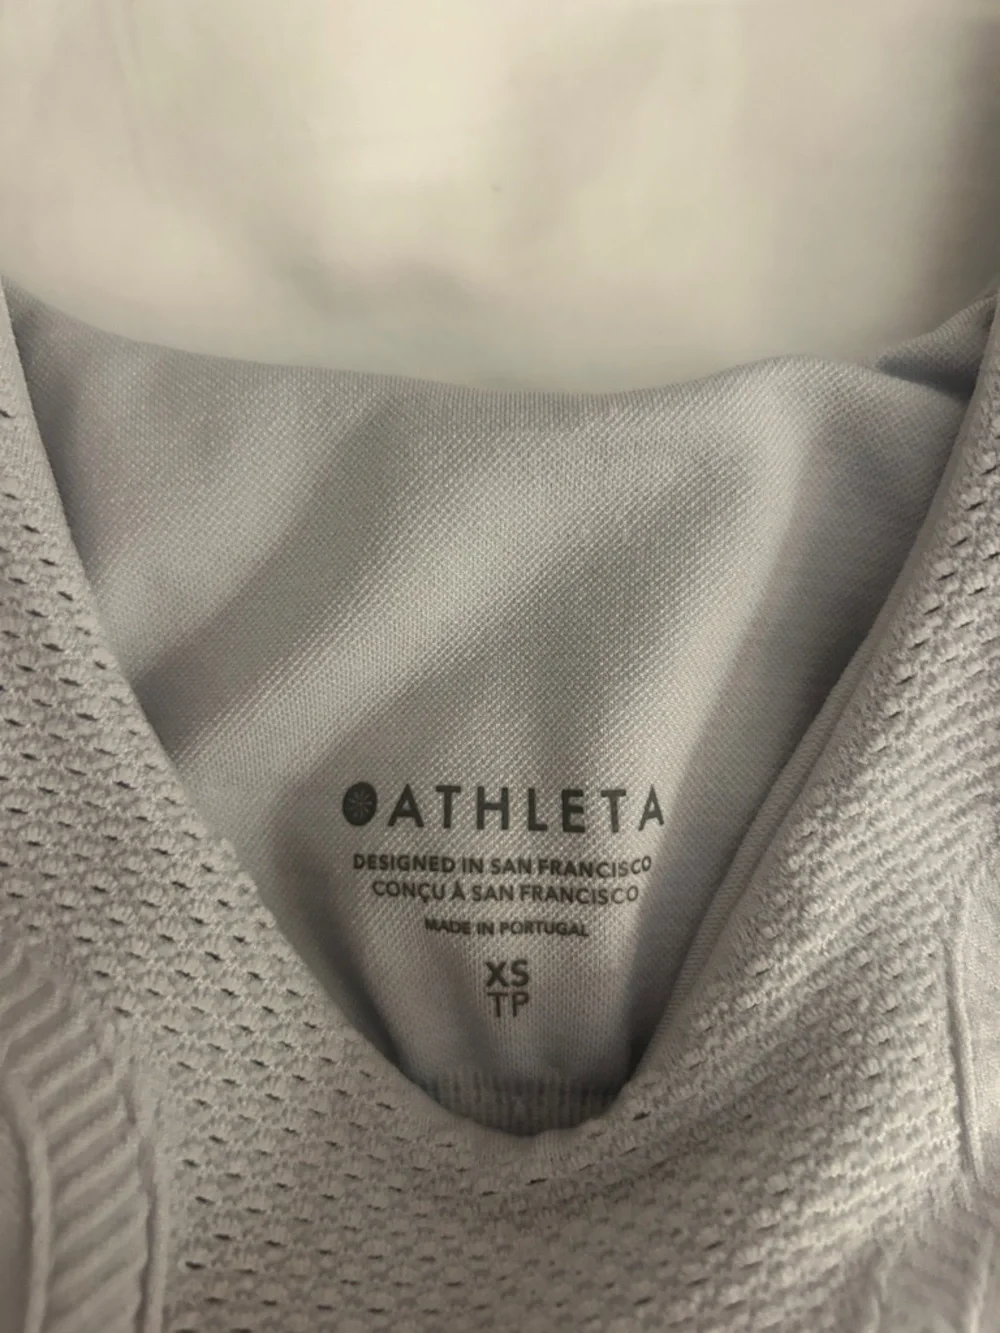 ATHLETA
DESIGNED IN SAN FRANCISCO
CONÇU À SAN FRANCISCO
MADE IN PORTUGAL
XS
TP